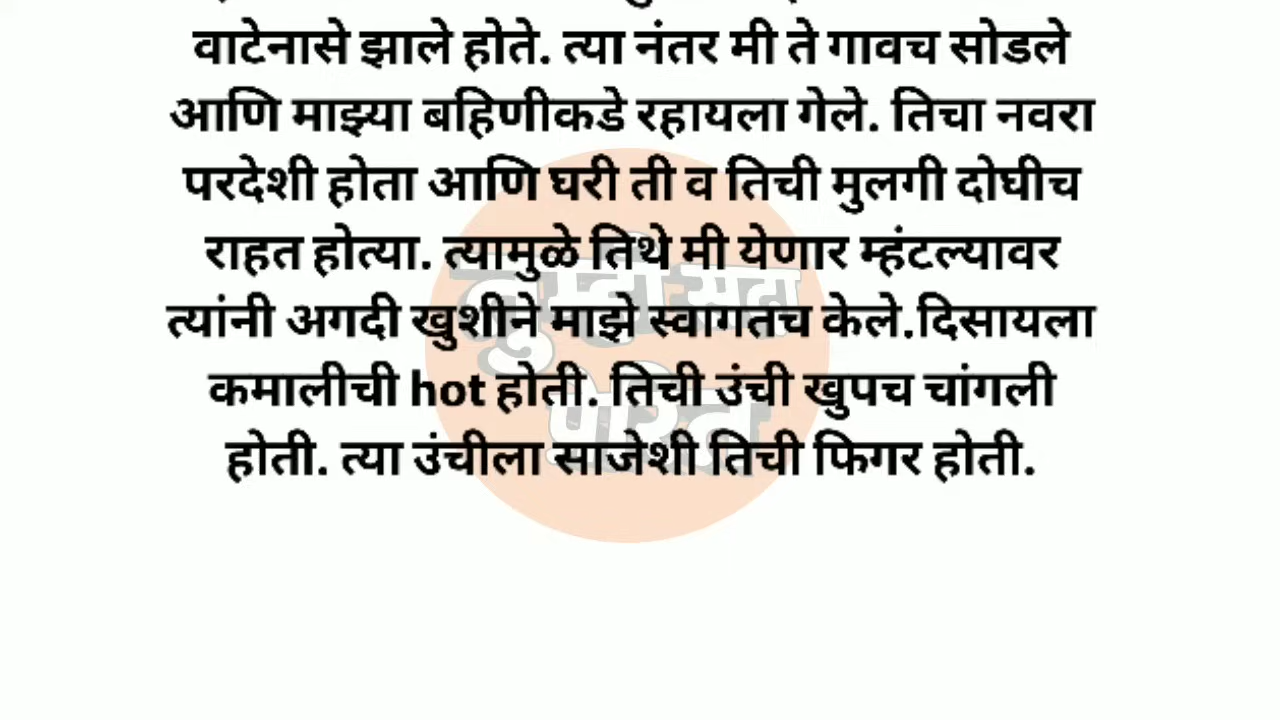 वाटेनासे झाले होते. त्या नंतर मी ते गावच सोडले
आणि माझ्या बहिणीकडे रहायला गेले. तिचा नवरा
परदेशी होता आणि घरी ती व तिची मुलगी दोघीच
राहत होत्या. त्यामुळे तिथे मी येणार म्हंटल्यावर
त्यांनी अगदी खुशीने माझे स्वागतच केले.दिसायला
कमालीची hot होती. तिची उंची खुपच चांगली
होती. त्या उंचीला साजेशी तिची फिगर होती.